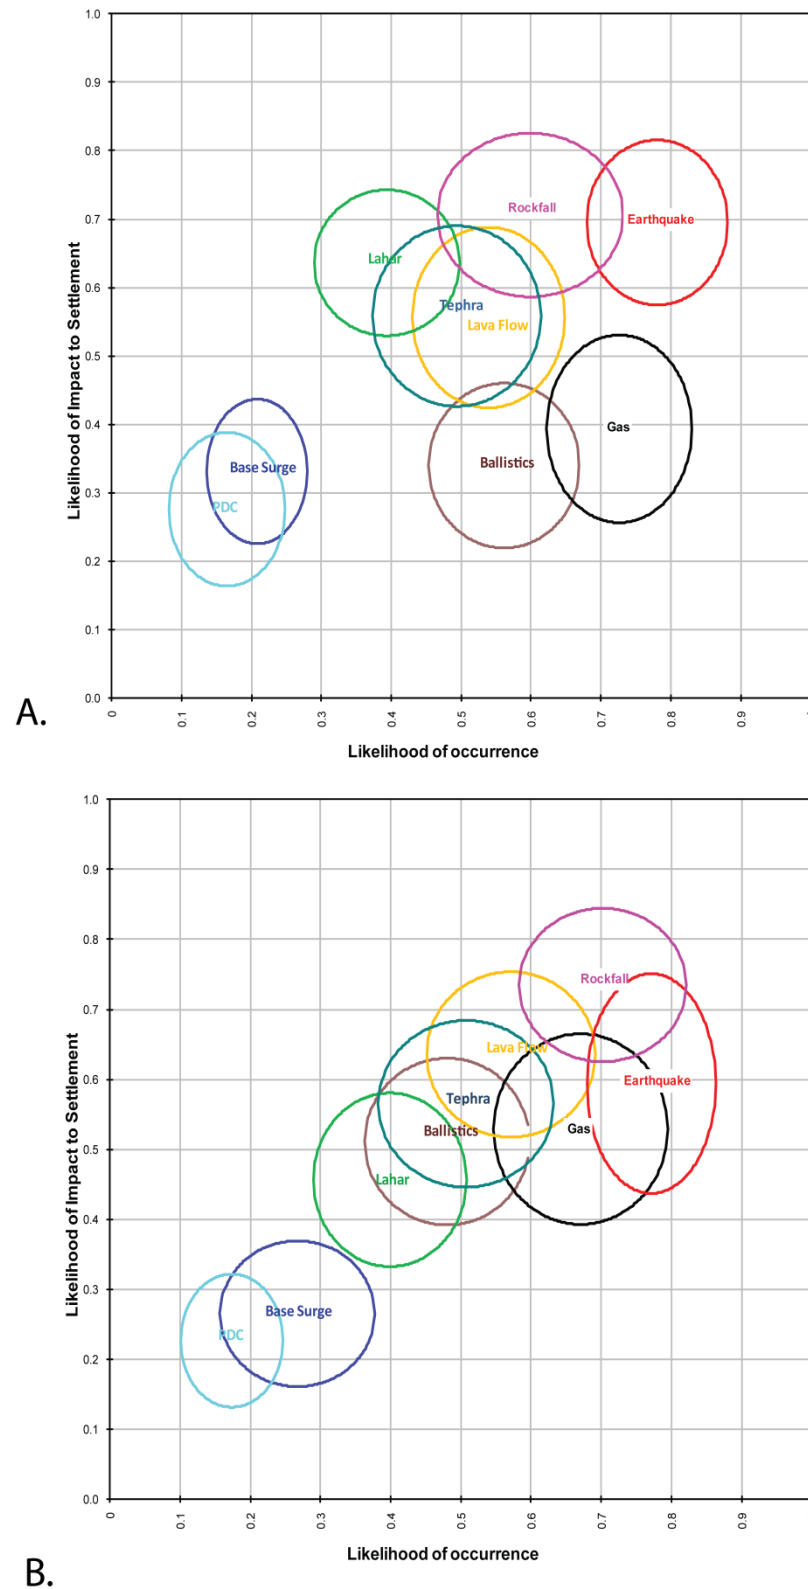 1.0
0.9
0.8
0.7
0.6
0.5
0.4
0.3
0.2
0.1
0.0
Likelihood of Impact to Settlement
Rockfall
Earthquake
Lahar
Tephra
Lava Flow
Gas
Ballistics
Base Surge
PDC
A.
0
0.1
0.2
0.3
0.4
0.5
0.6
0.7
0.8
0.9
Likelihood of occurrence
1.0
0.9
0.8
0.7
0.6
0.5
0.4
0.3
0.2
0.1
0.0
Likelihood of Impact to Settlement
Rockfall
Lava Flow
Earthquake
Tephra
Ballistics
Gas
Lahar
Base Surge
PDC
0
0.1
0.2
0.3
0.4
0.5
0.6
0.7
0.8
0.9
Likelihood of occurrence
B.